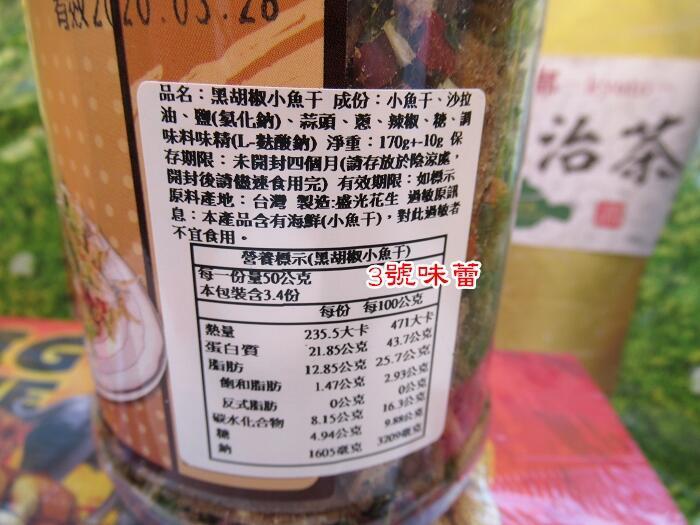 有效2020.03.28
品名：黑胡椒小魚干 成份：小魚干、沙拉
油、鹽(氯化鈉)、蒜頭、蔥、辣椒、糖、調
味料味精(L-麩酸鈉) 淨重：170g+-10g 保
存期限：未開封四個月(請存放於陰涼處，
開封後請儘速食用完) 有效期限：如標示
原料產地：台灣 製造:盛光花生 過敏原訊
息：本產品含有海鮮(小魚干)，對此過敏者
不宜食用。
營養標示(黑胡椒小魚干)
每一份量50公克
本包裝含3.4份
每份 每100公克
熱量 235.5大卡 471大卡
蛋白質 21.85公克 43.7公克
脂肪 12.85公克 25.7公克
飽和脂肪 1.47公克 2.93公克
反式脂肪 0公克 0公克
碳水化合物 8.15公克 16.3公克
糖 4.94公克 9.88公克
鈉 1605毫克 3209毫克
3號味蕾
治茶